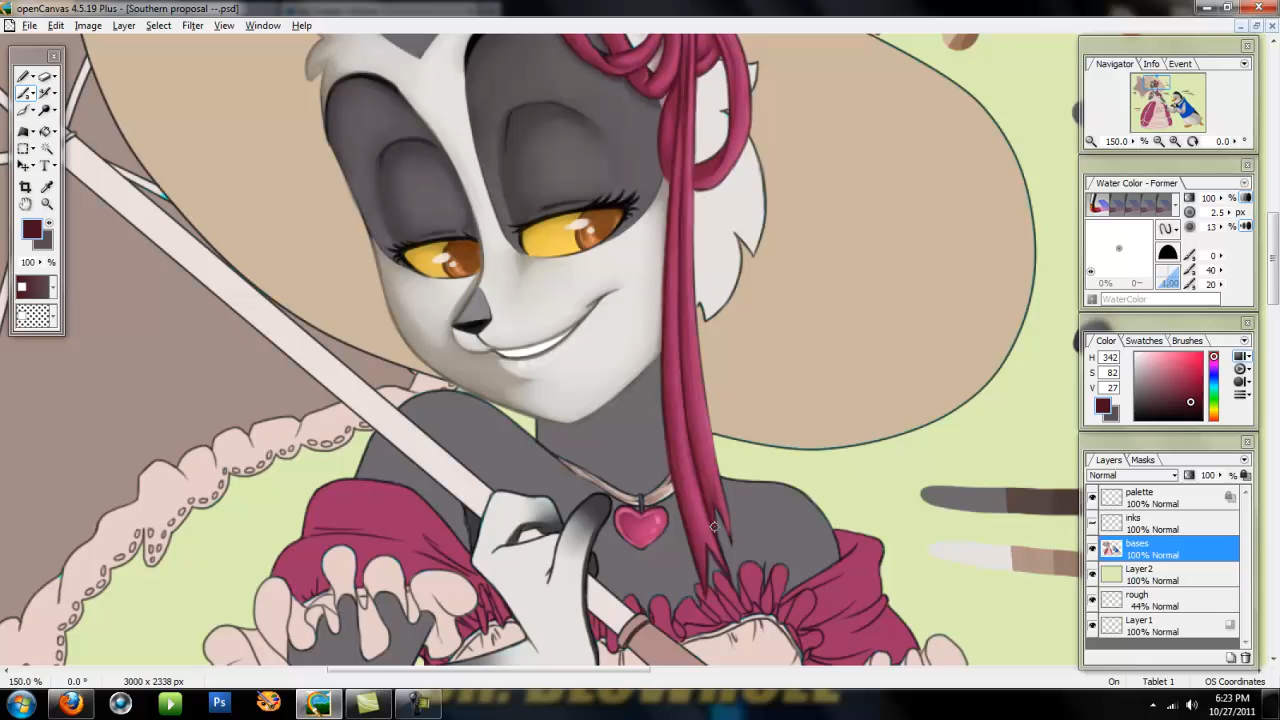 openCanvas 4.5.19 Plus - [Southern proposal --.psd]
File Edit Image Layer Select Filter View Window Help
Navigator Info Event
150.0 % 0.0 °
Water Color - Former
100 %
2.5 px
13 %
0
40
20
0% 0~ 1.00
WaterColor
100 %
Color Swatches Brushes
H 342
S 82
V 27
Layers Masks
Normal 100 %
palette
100% Normal
inks
100% Normal
bases
100% Normal
Layer2
100% Normal
rough
44% Normal
Layer1
100% Normal
150.0 % 0.0 ° 3000 x 2338 px On Tablet 1 OS Coordinates
Ps
6:23 PM
10/27/2011